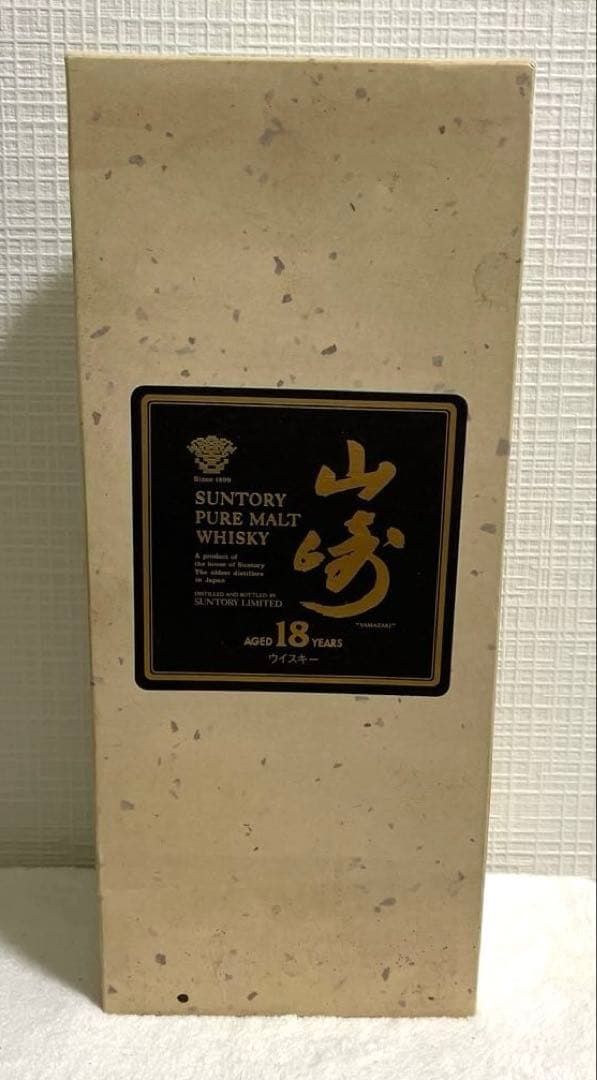 Since 1899
SUNTORY
PURE MALT
WHISKY
A product of
the house of Suntory
The oldest distillers
in Japan
DISTILLED AND BOTTLED BY
SUNTORY LIMITED
山崎
"YAMAZAKI"
AGED 18 YEARS
ウイスキー